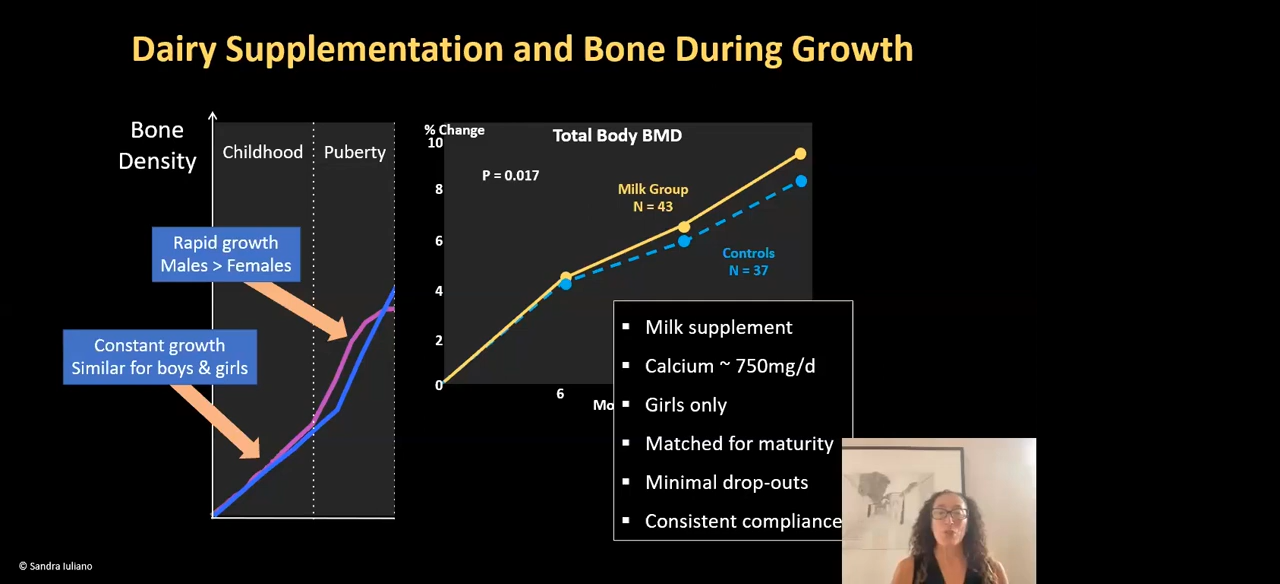 Dairy Supplementation and Bone During Growth
Bone
Density
Childhood
Puberty
Rapid growth
Males > Females
Constant growth
Similar for boys & girls
% Change
Total Body BMD
10
8
6
4
2
0
P = 0.017
Milk Group
N = 43
Controls
N = 37
6
Mo
▪ Milk supplement
▪ Calcium ~ 750mg/d
▪ Girls only
▪ Matched for maturity
▪ Minimal drop-outs
▪ Consistent compliance
© Sandra Iuliano